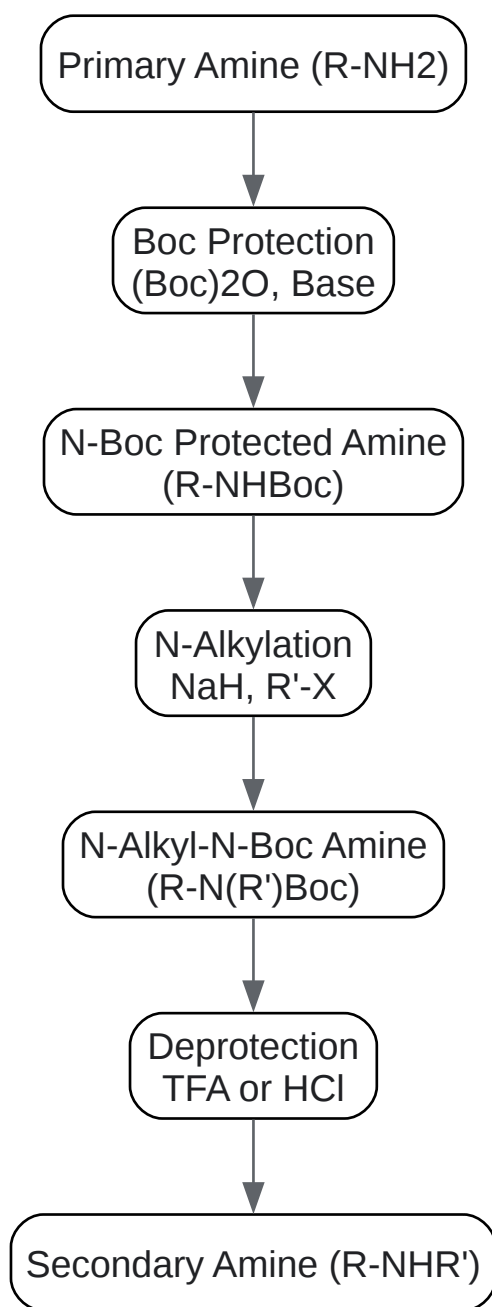 Primary Amine (R-NH2)
Boc Protection
(Boc)2O, Base
N-Boc Protected Amine
(R-NHBoc)
N-Alkylation
NaH, R'-X
N-Alkyl-N-Boc Amine
(R-N(R')Boc)
Deprotection
TFA or HCl
Secondary Amine (R-NHR')